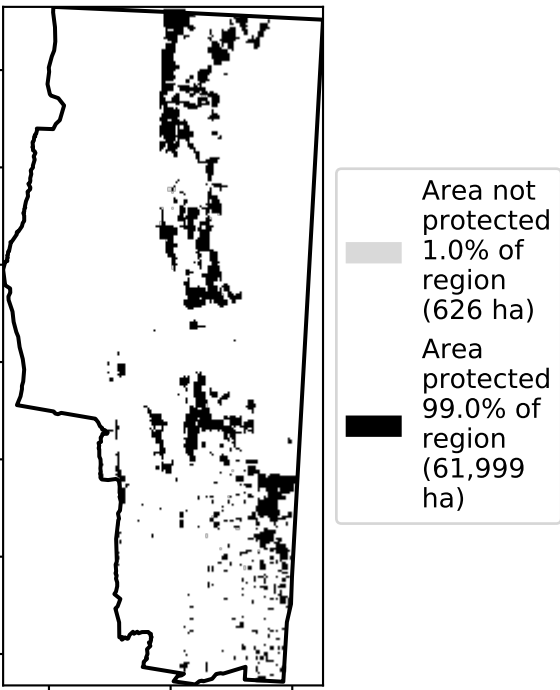 Area not
protected
1.0% of
region
(626 ha)
Area
protected
99.0% of
region
(61,999
ha)